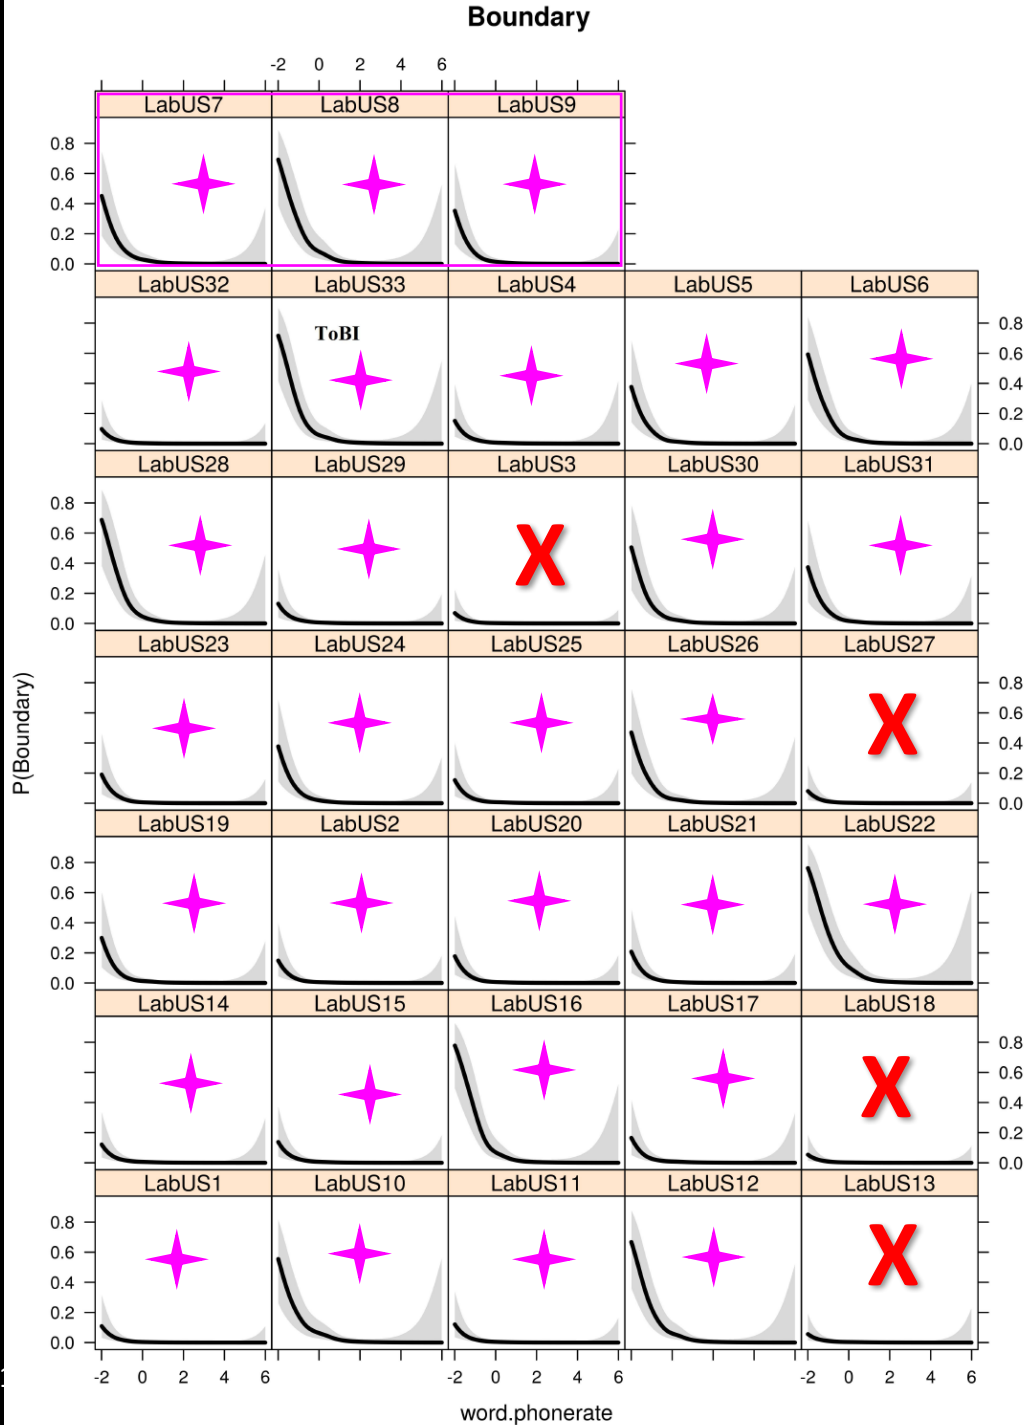 Boundary
-2 0 2 4 6
LabUS7 LabUS8 LabUS9
0.8
0.6
0.4
0.2
0.0
LabUS32 LabUS33 LabUS4 LabUS5 LabUS6
ToBI
0.8
0.6
0.4
0.2
0.0
LabUS28 LabUS29 LabUS3 LabUS30 LabUS31
0.8
0.6
0.4
0.2
0.0
X
LabUS23 LabUS24 LabUS25 LabUS26 LabUS27
X
0.8
0.6
0.4
0.2
0.0
P(Boundary)
LabUS19 LabUS2 LabUS20 LabUS21 LabUS22
0.8
0.6
0.4
0.2
0.0
LabUS14 LabUS15 LabUS16 LabUS17 LabUS18
X
0.8
0.6
0.4
0.2
0.0
LabUS1 LabUS10 LabUS11 LabUS12 LabUS13
X
0.8
0.6
0.4
0.2
0.0
-2 0 2 4 6 -2 0 2 4 6 -2 0 2 4 6
word.phonerate